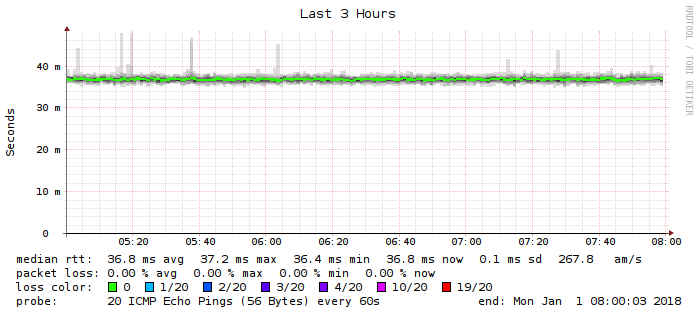 Last 3 Hours
RRDTOOL / TOBI OETIKER
Seconds
40 m
30 m
20 m
10 m
0
05:20 05:40 06:00 06:20 06:40 07:00 07:20 07:40 08:00
median rtt: 36.8 ms avg 37.2 ms max 36.4 ms min 36.8 ms now 0.1 ms sd 267.8 am/s
packet loss: 0.00 % avg 0.00 % max 0.00 % min 0.00 % now
loss color: 0 1/20 2/20 3/20 4/20 10/20 19/20
probe: 20 ICMP Echo Pings (56 Bytes) every 60s end: Mon Jan 1 08:00:03 2018